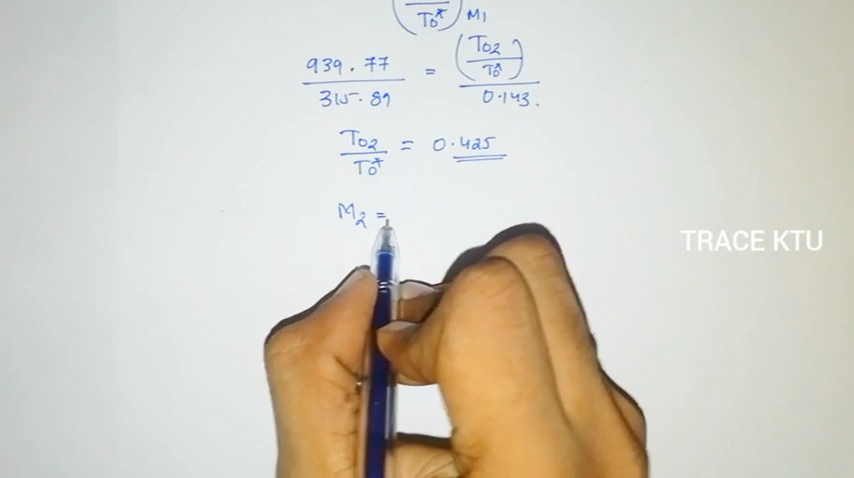 T₀* M1
939.77 / 315.89 = (T02 / T₀*) / 0.143.
T02 / T₀* = 0.425
M2 =
TRACE KTU